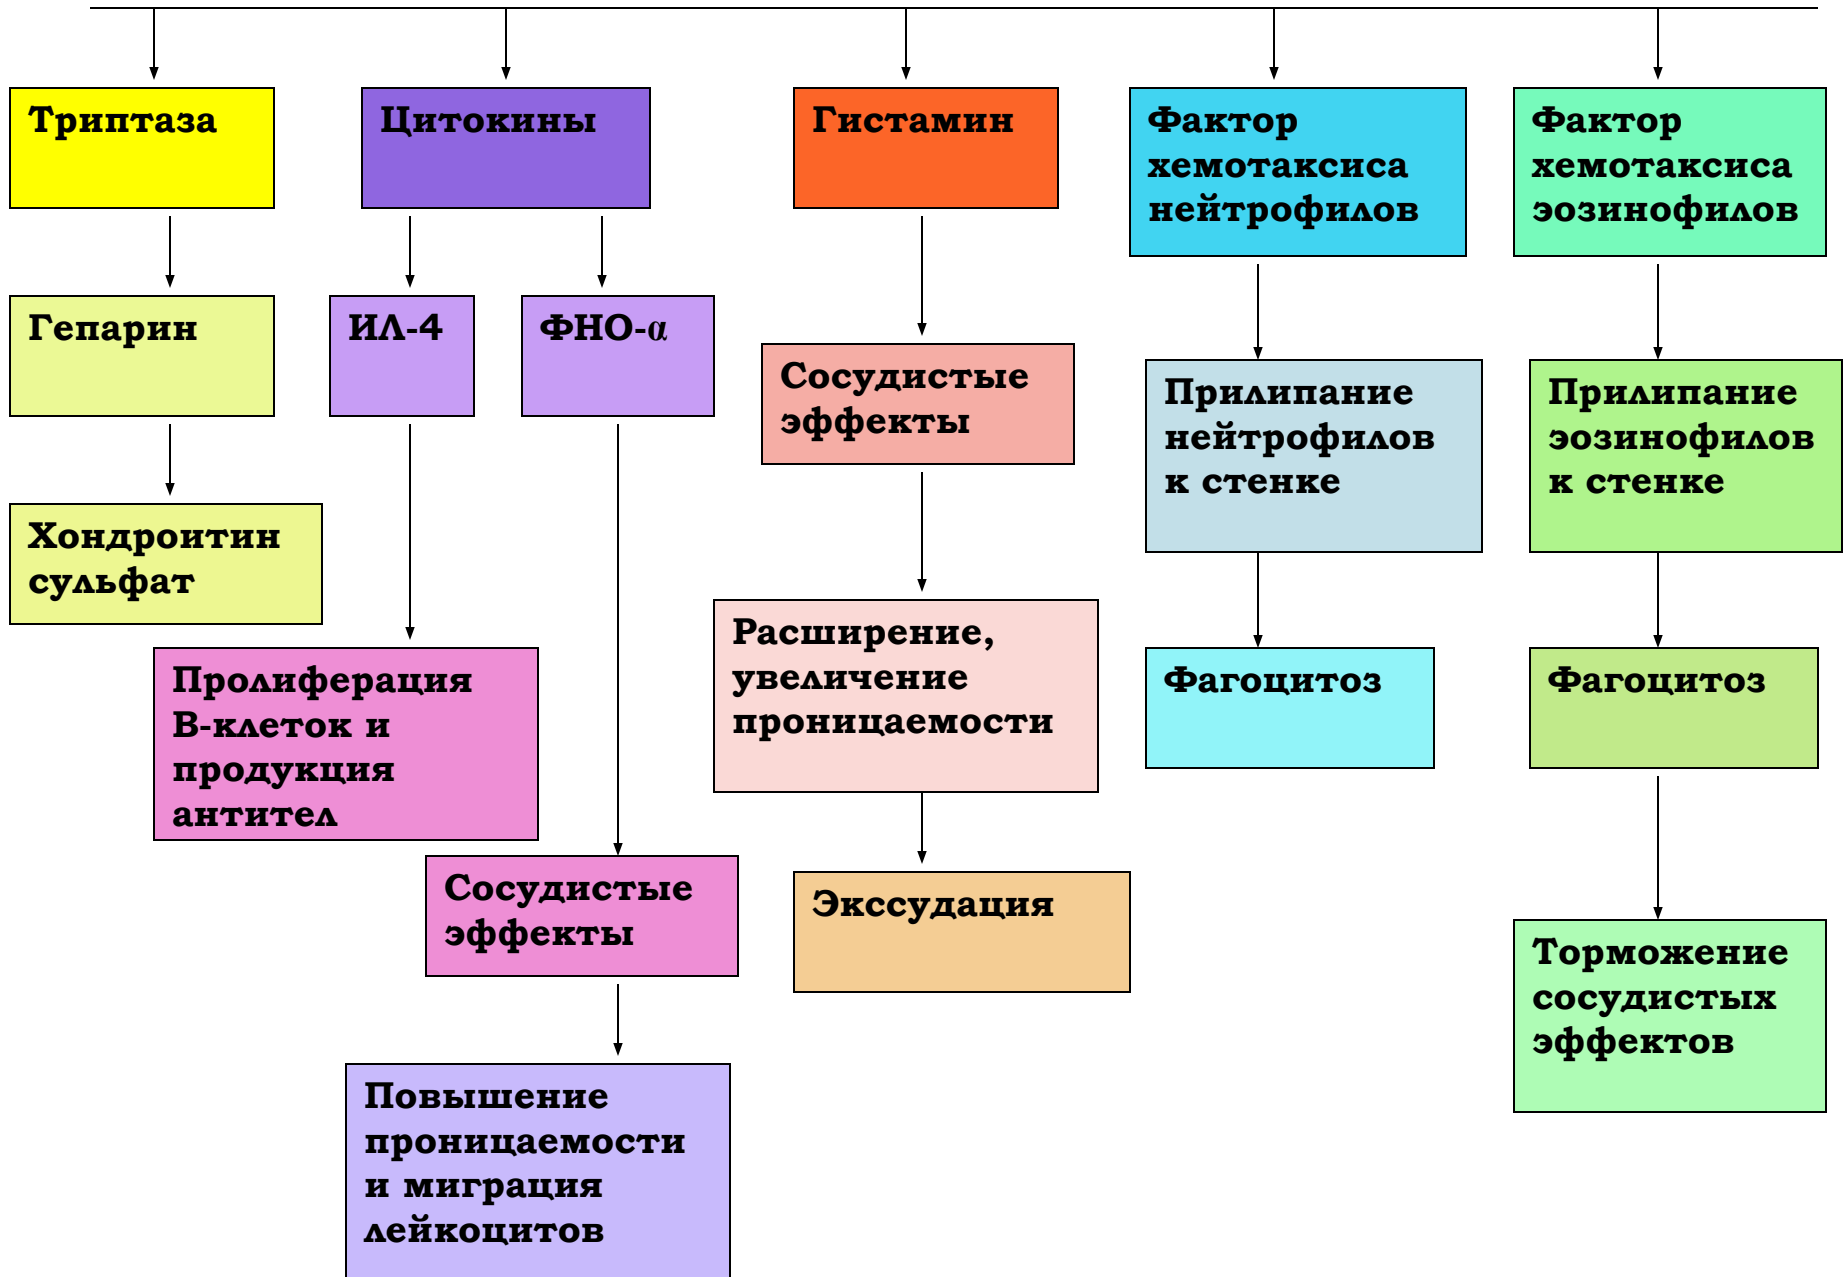 Триптаза
Цитокины
Гистамин
Фактор
хемотаксиса
нейтрофилов
Фактор
хемотаксиса
эозинофилов
Гепарин
ИЛ-4
ФНО-α
Сосудистые
эффекты
Прилипание
нейтрофилов
к стенке
Прилипание
эозинофилов
к стенке
Хондроитин
сульфат
Расширение,
увеличение
проницаемости
Пролиферация
В-клеток и
продукция
антител
Фагоцитоз
Фагоцитоз
Сосудистые
эффекты
Экссудация
Торможение
сосудистых
эффектов
Повышение
проницаемости
и миграция
лейкоцитов